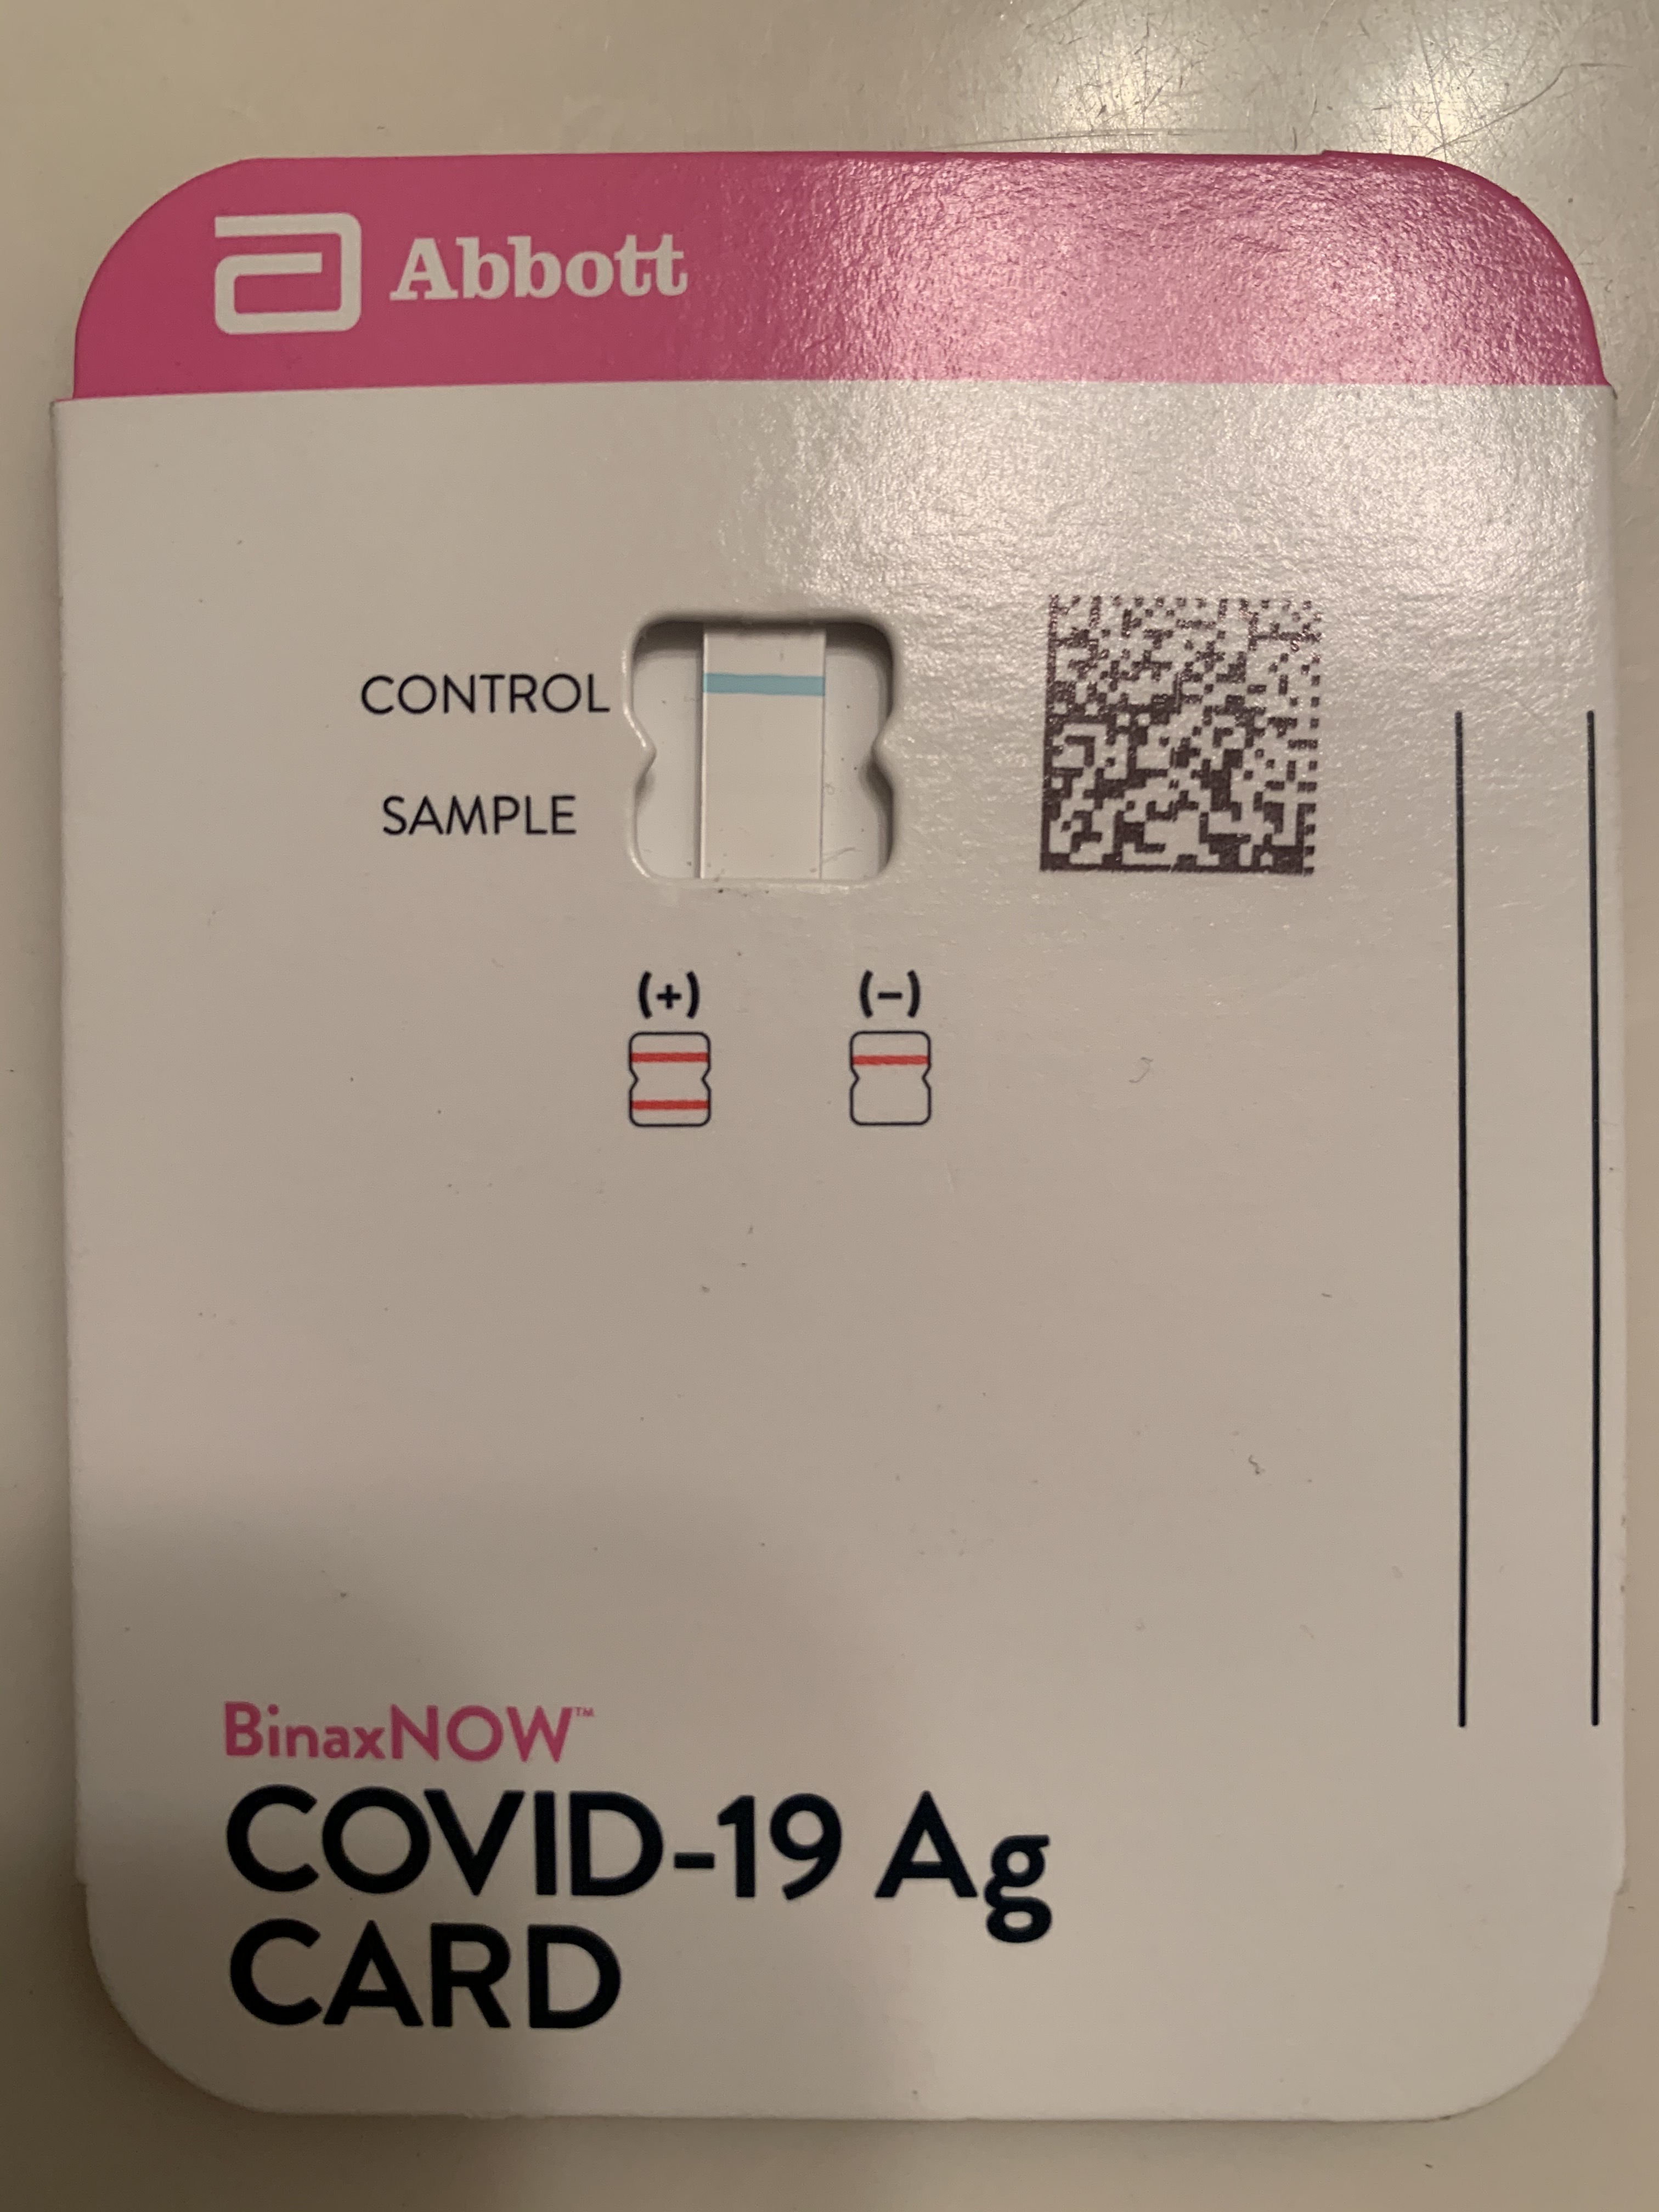 Abbott
CONTROL
SAMPLE
(+) (-)
BinaxNOW™
COVID-19 Ag
CARD